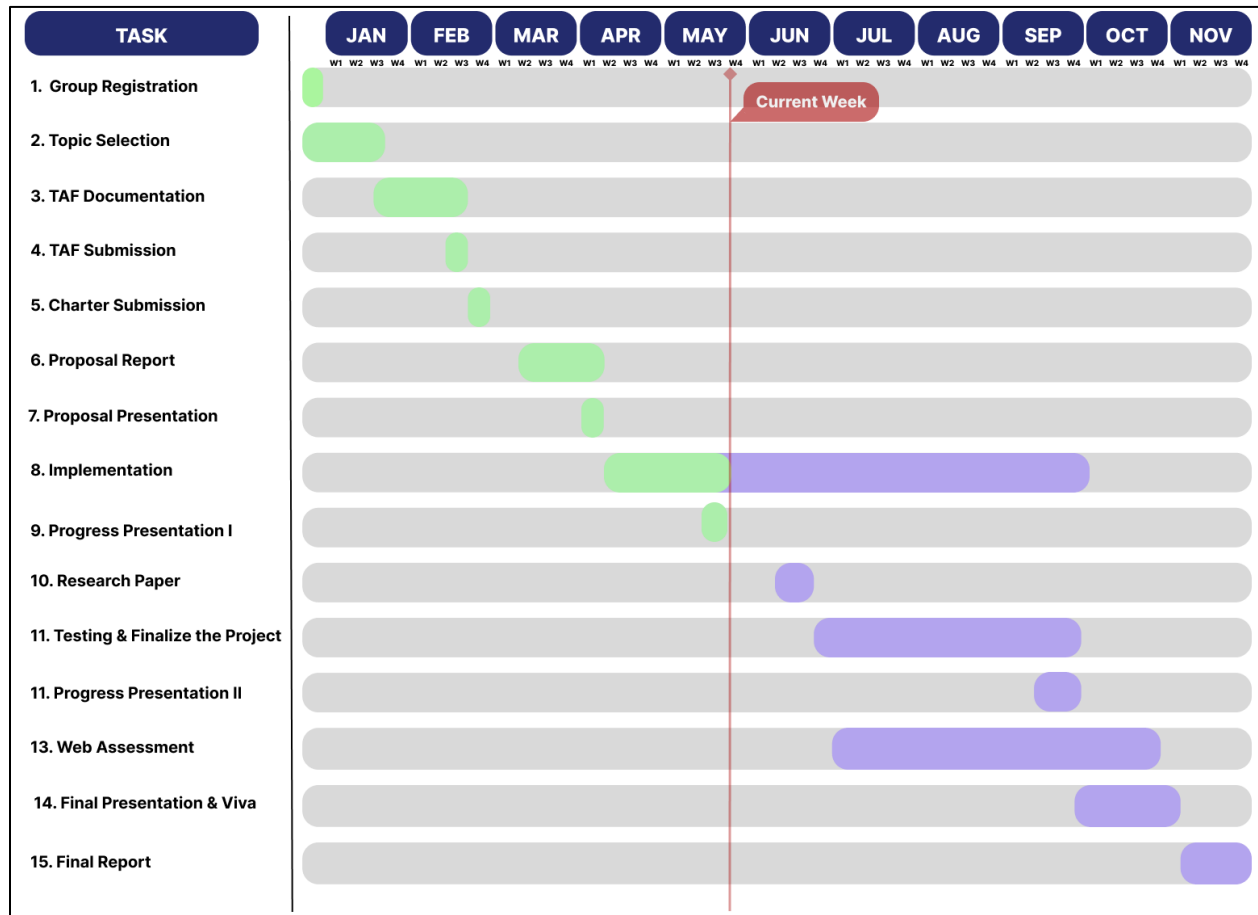 TASK JAN FEB MAR APR MAY JUN JUL AUG SEP OCT NOV
W1 W2 W3 W4 W1 W2 W3 W4 W1 W2 W3 W4 W1 W2 W3 W4 W1 W2 W3 W4 W1 W2 W3 W4 W1 W2 W3 W4 W1 W2 W3 W4 W1 W2 W3 W4 W1 W2 W3 W4 W1 W2 W3 W4
1. Group Registration
Current Week
2. Topic Selection
3. TAF Documentation
4. TAF Submission
5. Charter Submission
6. Proposal Report
7. Proposal Presentation
8. Implementation
9. Progress Presentation I
10. Research Paper
11. Testing & Finalize the Project
11. Progress Presentation II
13. Web Assessment
14. Final Presentation & Viva
15. Final Report